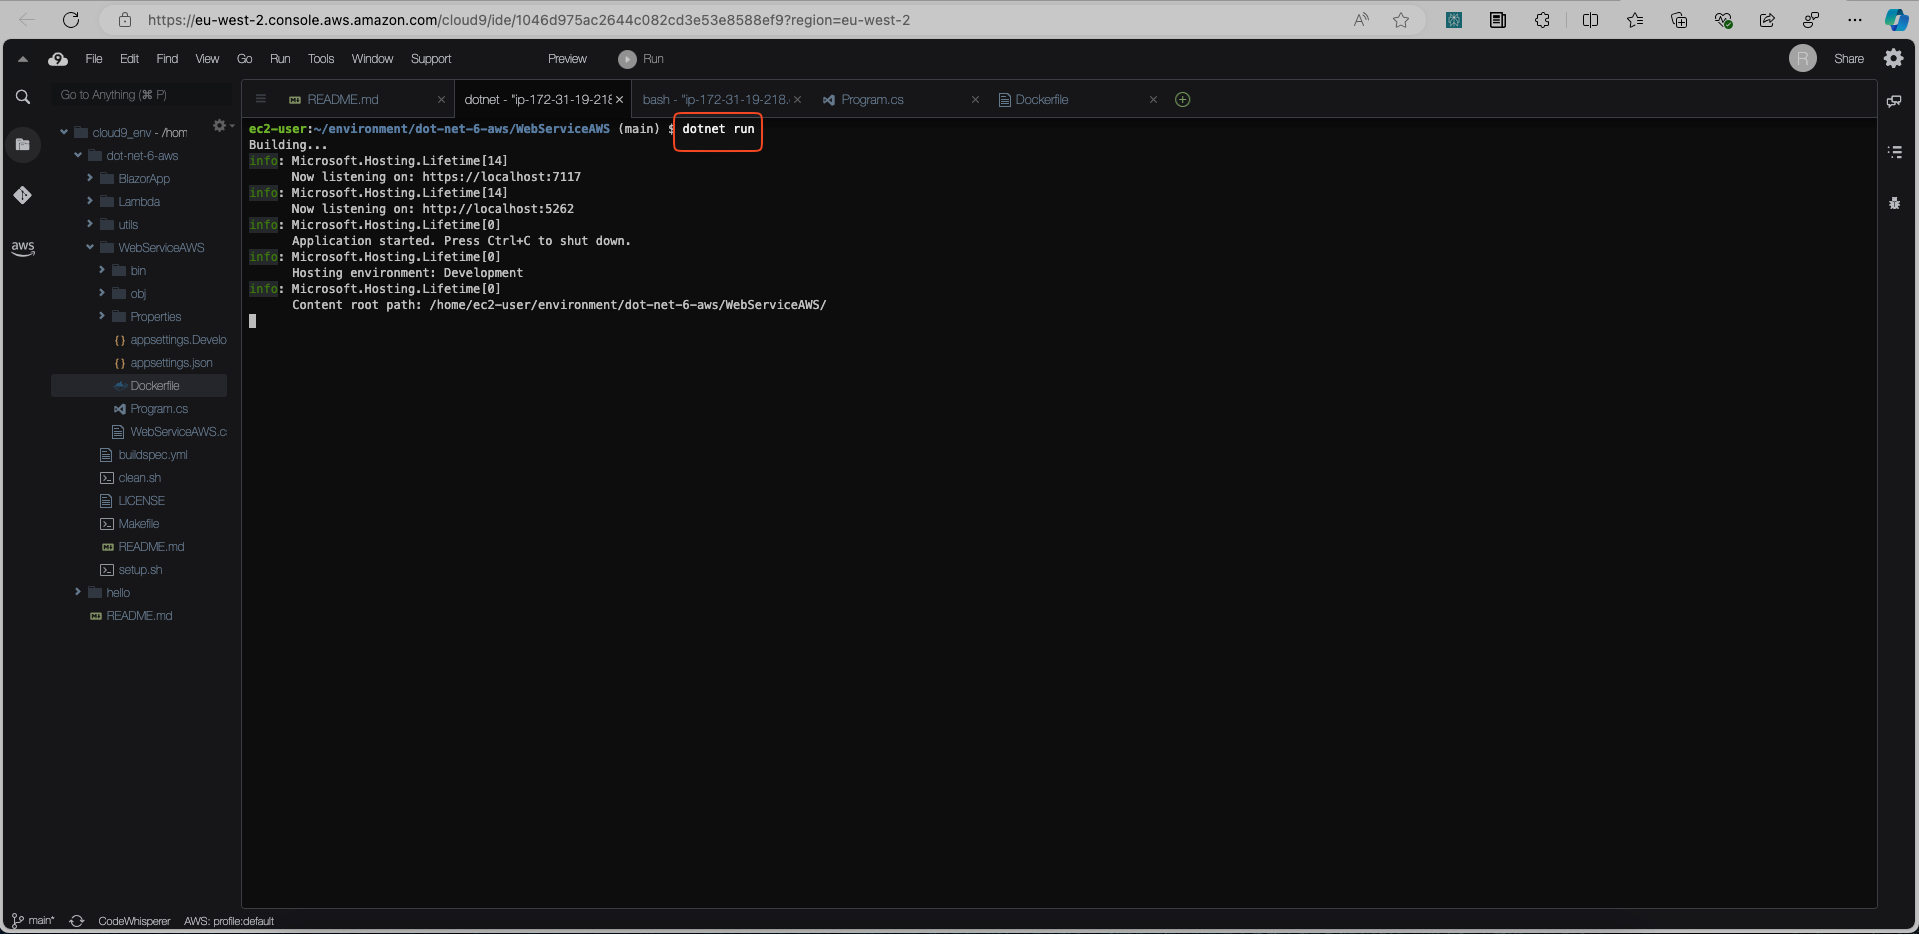 https://eu-west-2.console.aws.amazon.com/cloud9/ide/1046d975ac2644c082cd3e53e8588ef9?region=eu-west-2
File Edit Find View Go Run Tools Window Support Preview Run R Share
Go to Anything (⌘ P)
README.md dotnet - "ip-172-31-19-218 bash - "ip-172-31-19-218. Program.cs Dockerfile
cloud9_env - /hom
dot-net-6-aws
BlazorApp
Lambda
utils
WebServiceAWS
bin
obj
Properties
appsettings.Develo
appsettings.json
Dockerfile
Program.cs
WebServiceAWS.c
buildspec.yml
clean.sh
LICENSE
Makefile
README.md
setup.sh
hello
README.md
aws
ec2-user:~/environment/dot-net-6-aws/WebServiceAWS (main) $ dotnet run
Building...
info: Microsoft.Hosting.Lifetime[14]
Now listening on: https://localhost:7117
info: Microsoft.Hosting.Lifetime[14]
Now listening on: http://localhost:5262
info: Microsoft.Hosting.Lifetime[0]
Application started. Press Ctrl+C to shut down.
info: Microsoft.Hosting.Lifetime[0]
Hosting environment: Development
info: Microsoft.Hosting.Lifetime[0]
Content root path: /home/ec2-user/environment/dot-net-6-aws/WebServiceAWS/
main* CodeWhisperer AWS: profile:default